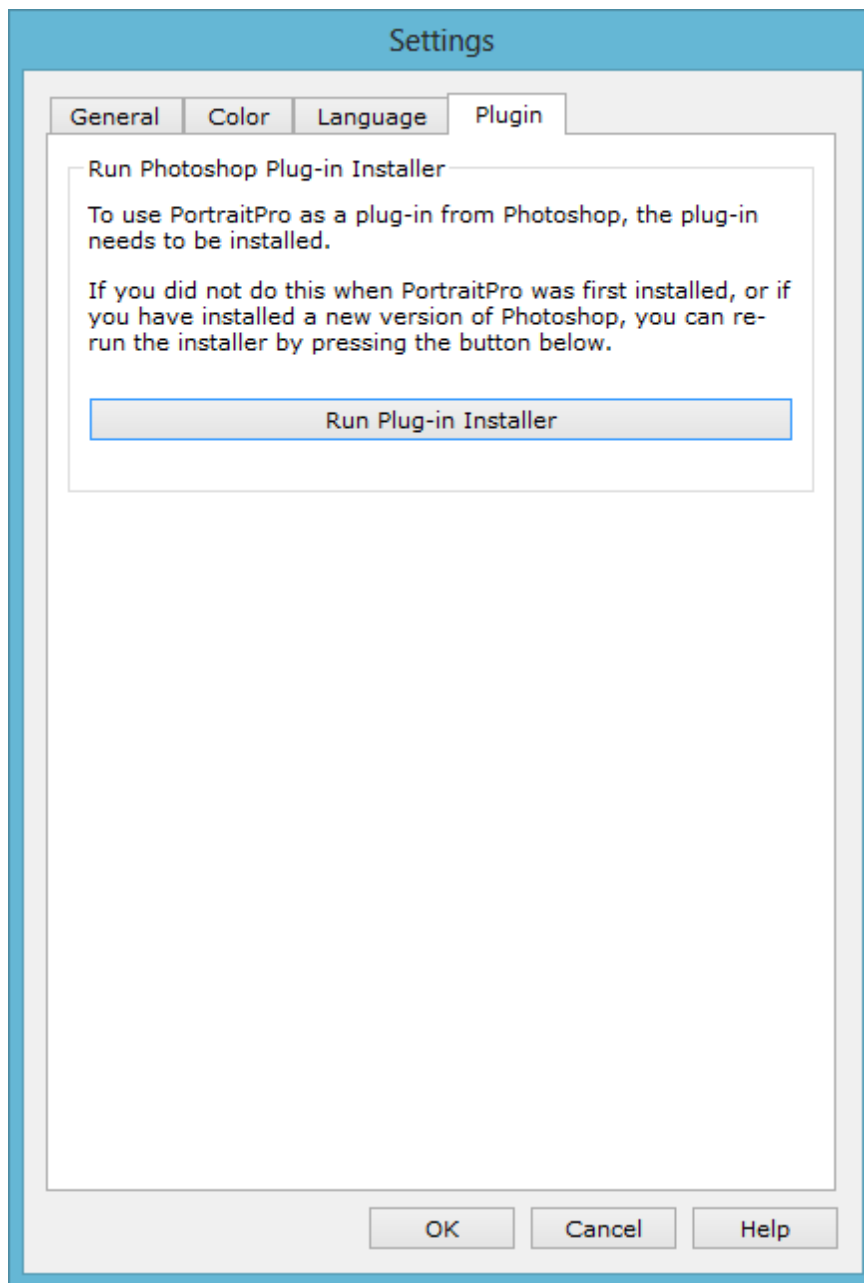 Settings
General Color Language Plugin
Run Photoshop Plug-in Installer
To use PortraitPro as a plug-in from Photoshop, the plug-in
needs to be installed.
If you did not do this when PortraitPro was first installed, or if
you have installed a new version of Photoshop, you can re-
run the installer by pressing the button below.
Run Plug-in Installer
OK Cancel Help